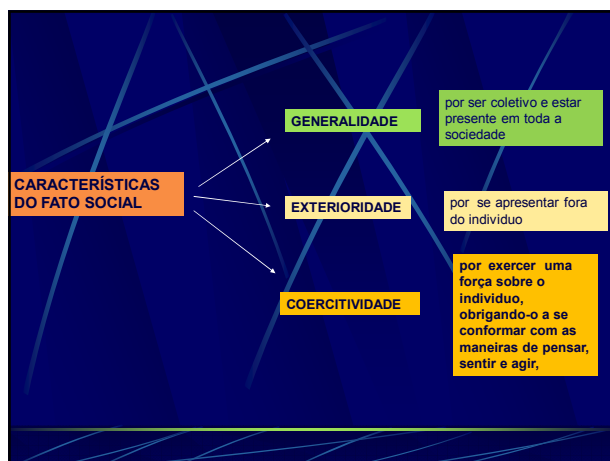 CARACTERÍSTICAS
DO FATO SOCIAL
GENERALIDADE
por ser coletivo e estar
presente em toda a
sociedade
EXTERIORIDADE
por se apresentar fora
do individuo
COERCITIVIDADE
por exercer uma
força sobre o
individuo,
obrigando-o a se
conformar com as
maneiras de pensar,
sentir e agir,